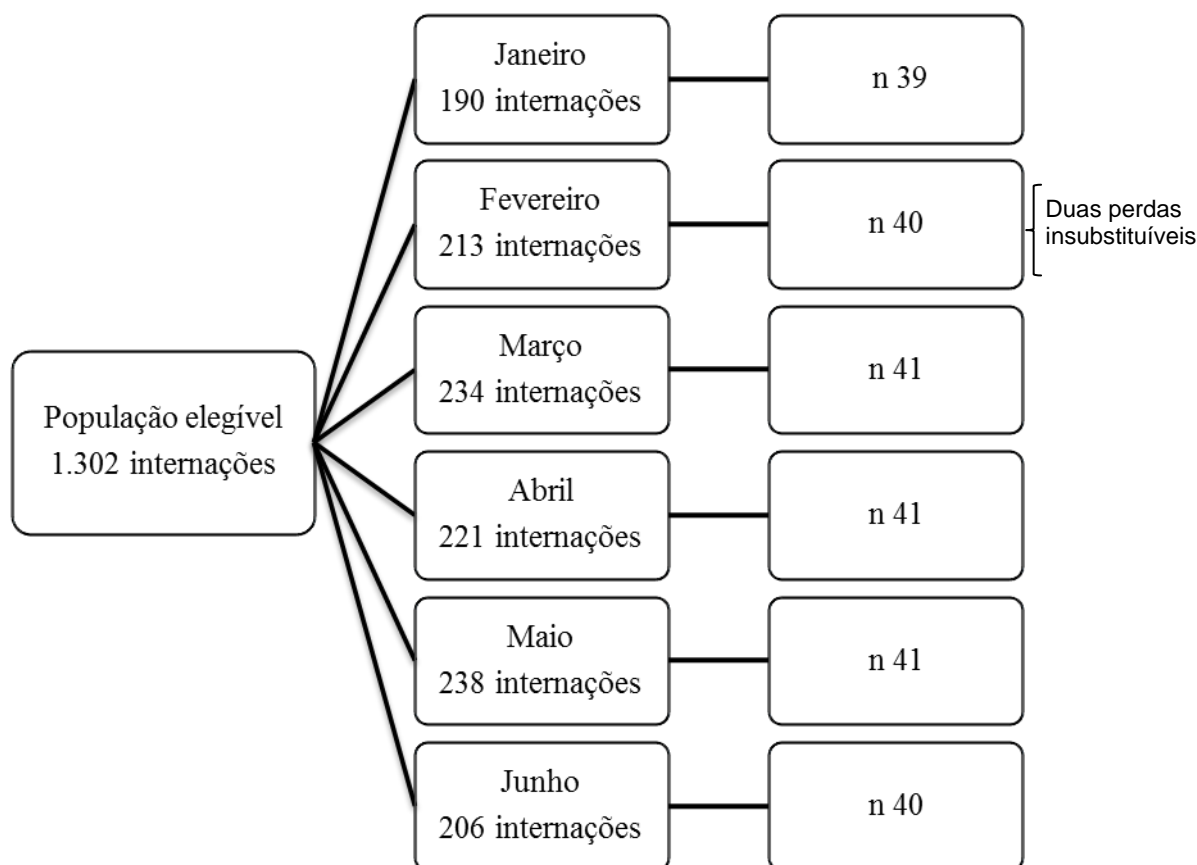 População elegível
1.302 internações
Janeiro
190 internações
n 39
Fevereiro
213 internações
n 40
Duas perdas
insubstituíveis
Março
234 internações
n 41
Abril
221 internações
n 41
Maio
238 internações
n 41
Junho
206 internações
n 40